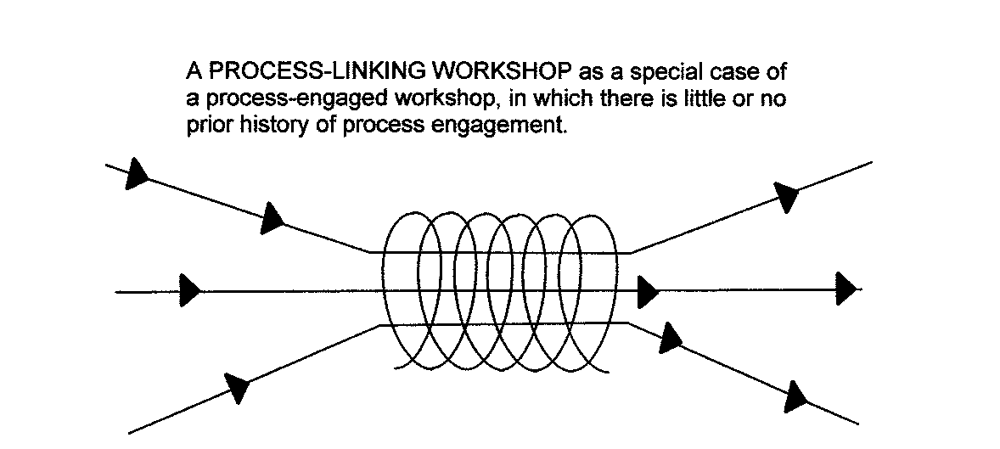 A PROCESS-LINKING WORKSHOP as a special case of
a process-engaged workshop, in which there is little or no
prior history of process engagement.